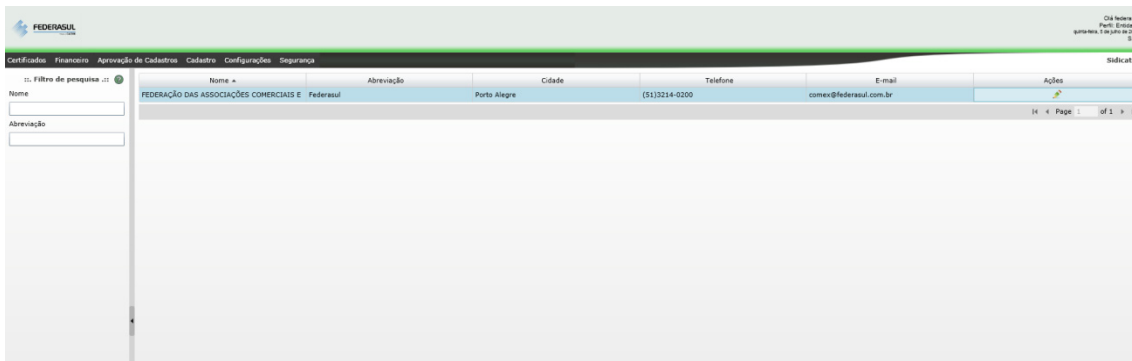 FEDERASUL
Olá federa
Perfil: Entida
quinta-feira, 5 de julho de 2
S
Certificados Financeiro Aprovação de Cadastros Cadastro Configurações Segurança
Sidicat
::. Filtro de pesquisa .::
Nome
Abreviação
Nome Abreviação Cidade Telefone E-mail Ações
FEDERAÇÃO DAS ASSOCIAÇÕES COMERCIAIS E Federasul Porto Alegre (51)3214-0200 comex@federasul.com.br
Page 1 of 1